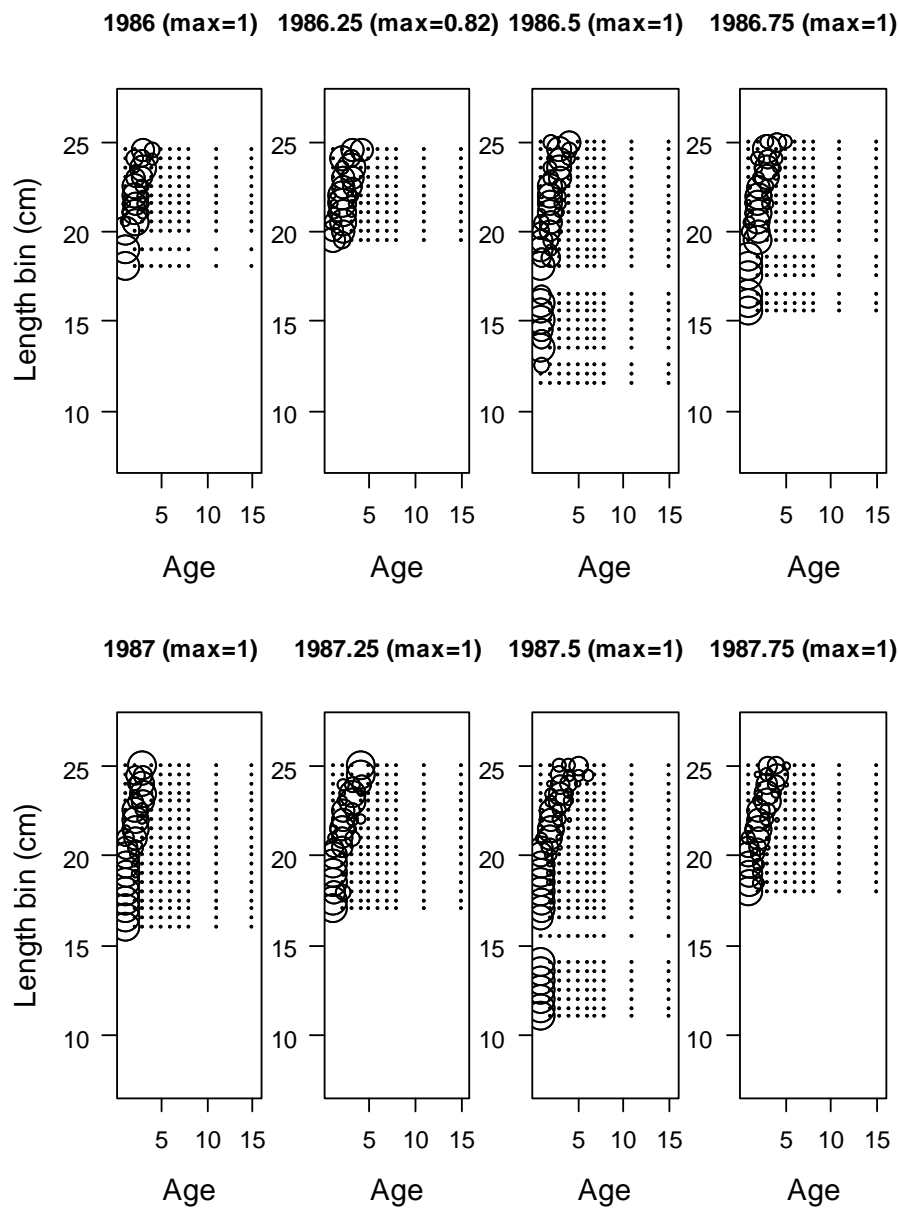 1986 (max=1) 1986.25 (max=0.82) 1986.5 (max=1) 1986.75 (max=1)
Length bin (cm)
25 25 25 25
20 20 20 20
15 15 15 15
10 10 10 10
5 10 15 5 10 15 5 10 15 5 10 15
Age Age Age Age
1987 (max=1) 1987.25 (max=1) 1987.5 (max=1) 1987.75 (max=1)
Length bin (cm)
25 25 25 25
20 20 20 20
15 15 15 15
10 10 10 10
5 10 15 5 10 15 5 10 15 5 10 15
Age Age Age Age